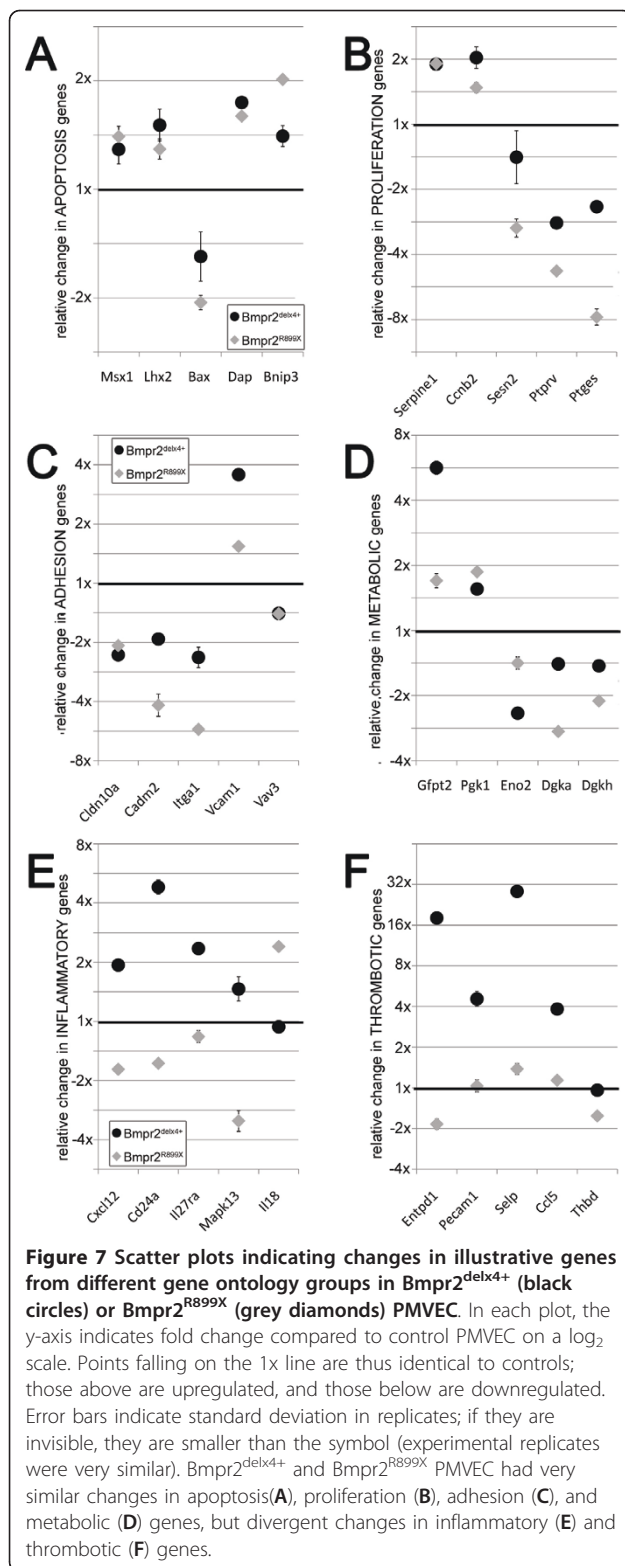 A
relative change in APOPTOSIS genes
2x
1x
-2x
Bmpr2delx4+
Bmpr2R899X
Msx1 Lhx2 Bax Dap Bnip3
B
relative change in PROLIFERATION genes
2x
1x
-2x
-4x
-8x
Serpine1 Ccnb2 Sesn2 Ptprv Ptges
C
relative change in ADHESION genes
Bmpr2delx4+
Bmpr2R899X
4x
2x
1x
-2x
-4x
-8x
Cldn10a Cadm2 Itga1 Vcam1 Vav3
D
relative change in METABOLIC genes
8x
4x
2x
1x
-2x
-4x
Gfpt2 Pgk1 Eno2 Dgka Dgkh
E
relative change in INFLAMMATORY genes
8x
4x
2x
1x
-2x
-4x
Bmpr2delx4+
Bmpr2R899X
Cxcl12 Cd24a Il27ra Mapk13 Il18
F
relative change in THROMBOTIC genes
32x
16x
8x
4x
2x
1x
-2x
-4x
Entpd1 Pecam1 Selp Ccl5 Thbd
Figure 7 Scatter plots indicating changes in illustrative genes
from different gene ontology groups in Bmpr2delx4+ (black
circles) or Bmpr2R899X (grey diamonds) PMVEC. In each plot, the
y-axis indicates fold change compared to control PMVEC on a log2
scale. Points falling on the 1x line are thus identical to controls;
those above are upregulated, and those below are downregulated.
Error bars indicate standard deviation in replicates; if they are
invisible, they are smaller than the symbol (experimental replicates
were very similar). Bmpr2delx4+ and Bmpr2R899X PMVEC had very
similar changes in apoptosis(A), proliferation (B), adhesion (C), and
metabolic (D) genes, but divergent changes in inflammatory (E) and
thrombotic (F) genes.